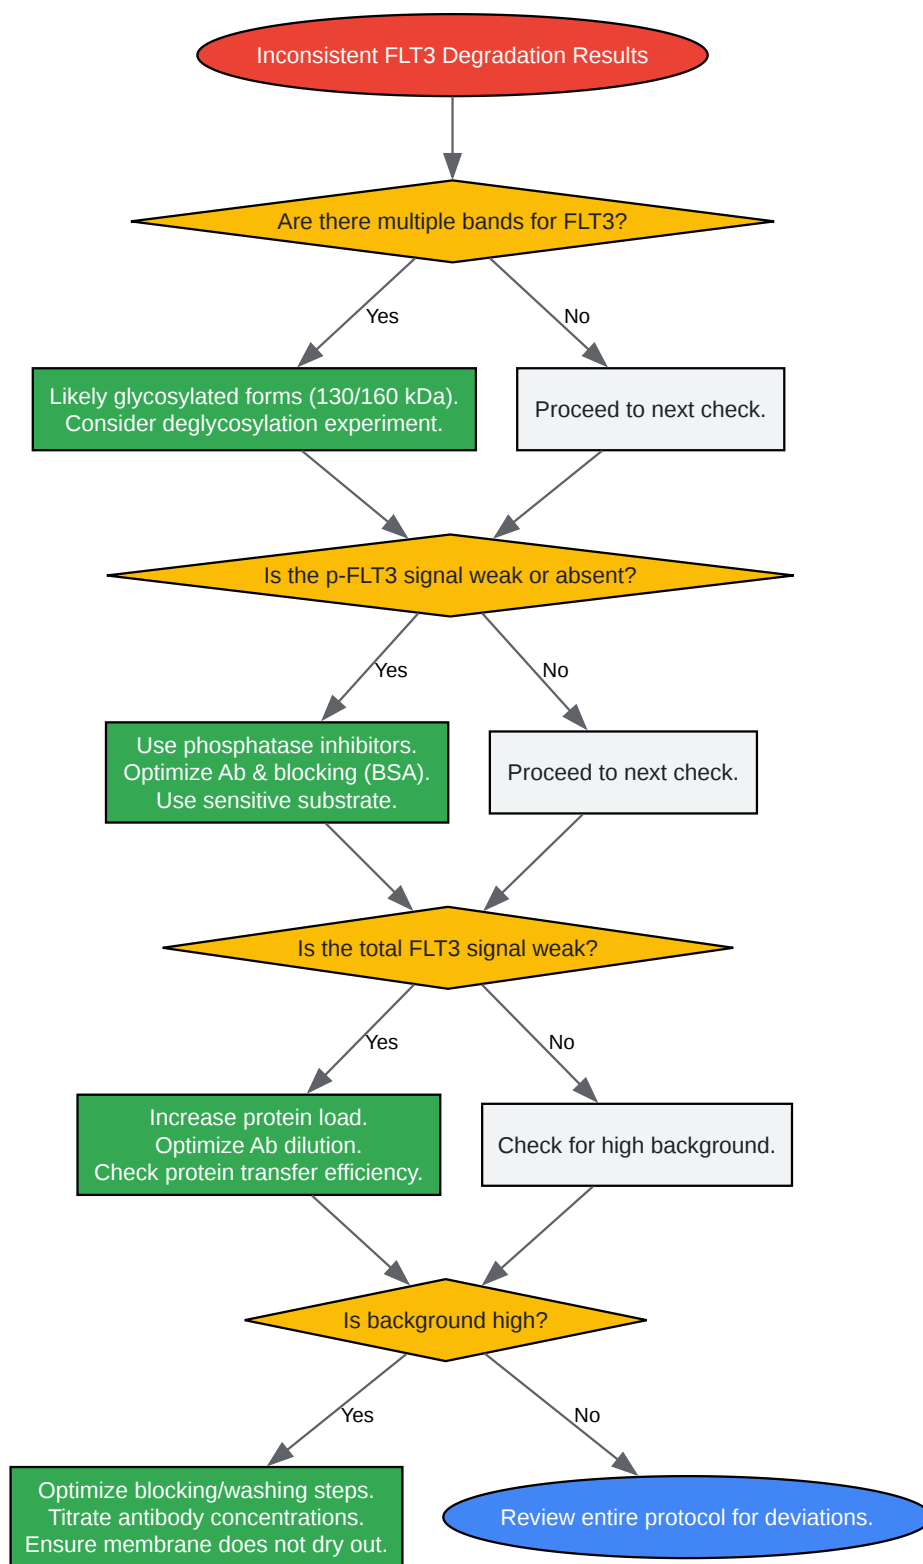 Inconsistent FLT3 Degradation Results
Are there multiple bands for FLT3?
Yes
No
Likely glycosylated forms (130/160 kDa).
Consider deglycosylation experiment.
Proceed to next check.
Is the p-FLT3 signal weak or absent?
Yes
No
Use phosphatase inhibitors.
Optimize Ab & blocking (BSA).
Use sensitive substrate.
Proceed to next check.
Is the total FLT3 signal weak?
Yes
No
Increase protein load.
Optimize Ab dilution.
Check protein transfer efficiency.
Check for high background.
Is background high?
Yes
No
Optimize blocking/washing steps.
Titrate antibody concentrations.
Ensure membrane does not dry out.
Review entire protocol for deviations.